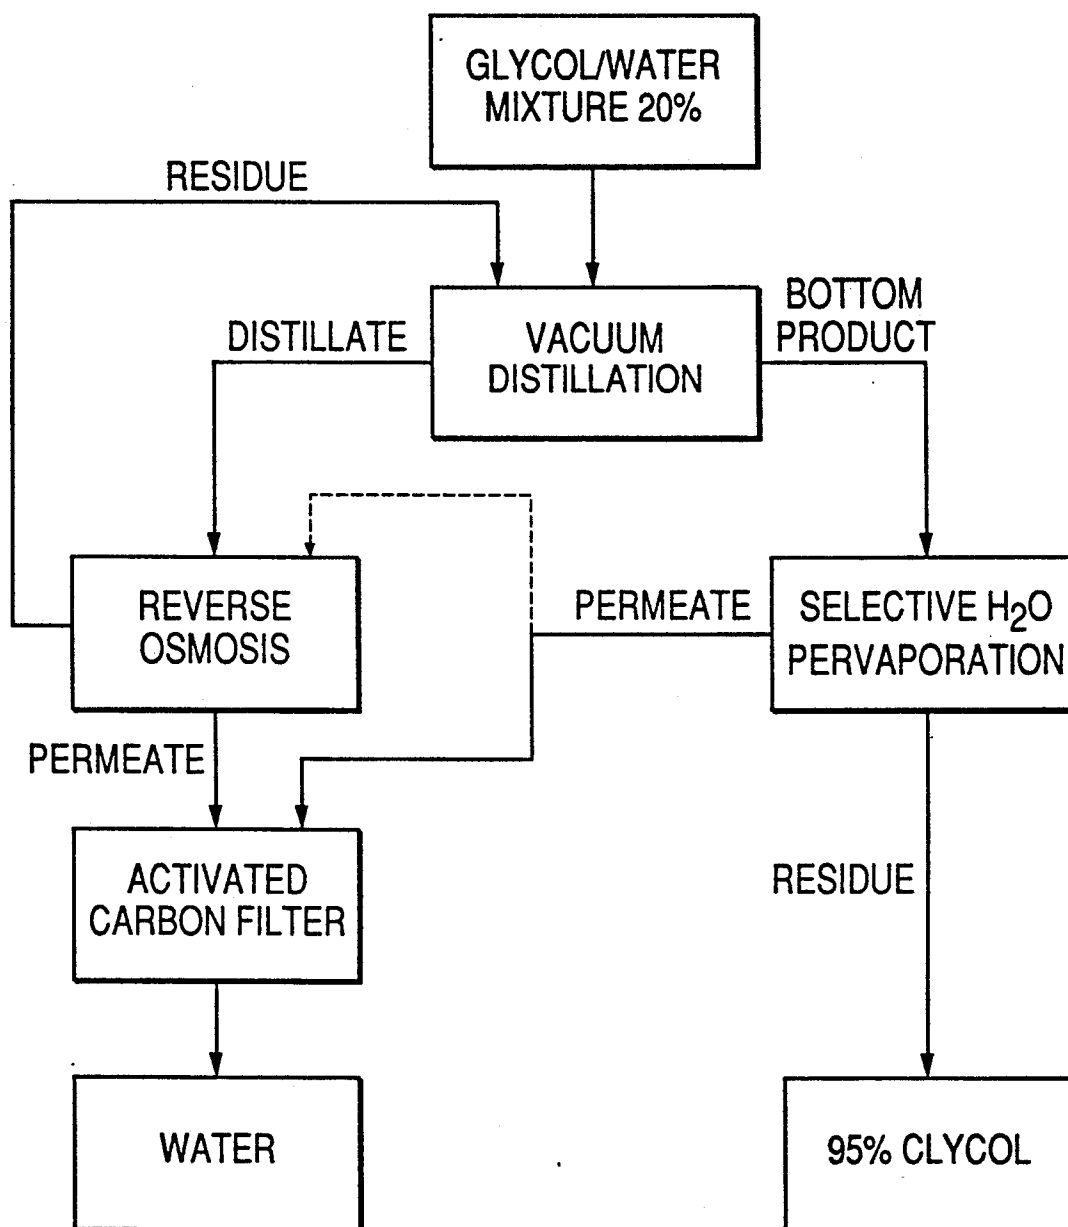 GLYCOL/WATER
MIXTURE 20%
RESIDUE
BOTTOM
PRODUCT
DISTILLATE
VACUUM
DISTILLATION
REVERSE
OSMOSIS
PERMEATE
SELECTIVE H₂O
PERVAPORATION
PERMEATE
ACTIVATED
CARBON FILTER
RESIDUE
WATER
95% CLYCOL